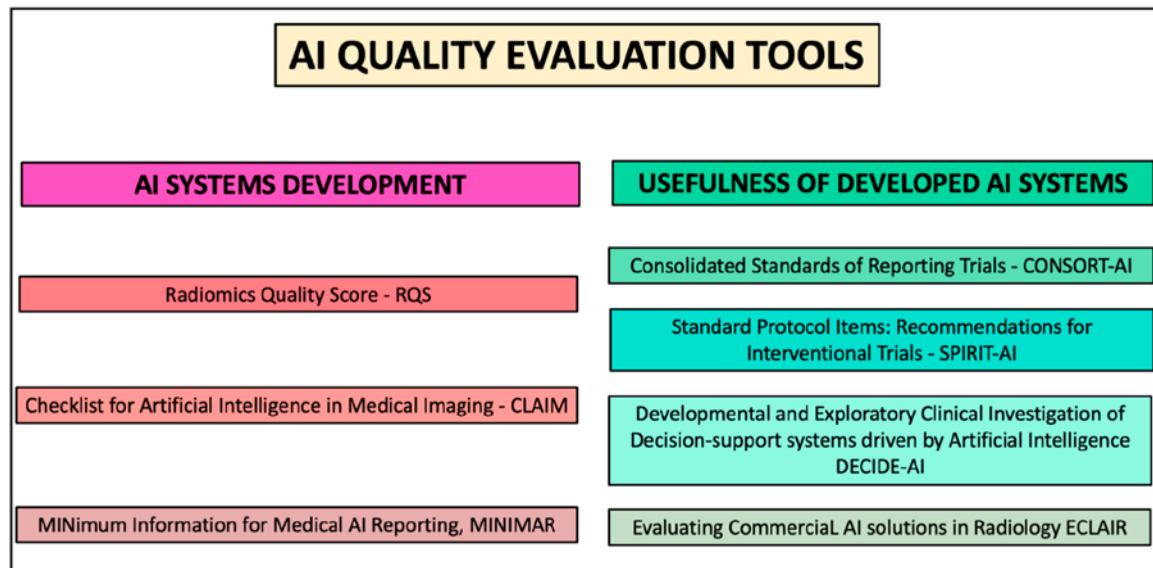 AI QUALITY EVALUATION TOOLS
AI SYSTEMS DEVELOPMENT
Radiomics Quality Score - RQS
Checklist for Artificial Intelligence in Medical Imaging - CLAIM
MINimum Information for Medical AI Reporting, MINIMAR
USEFULNESS OF DEVELOPED AI SYSTEMS
Consolidated Standards of Reporting Trials - CONSORT-AI
Standard Protocol Items: Recommendations for
Interventional Trials - SPIRIT-AI
Developmental and Exploratory Clinical Investigation of
Decision-support systems driven by Artificial Intelligence
DECIDE-AI
Evaluating CommerciaL AI solutions in Radiology ECLAIR